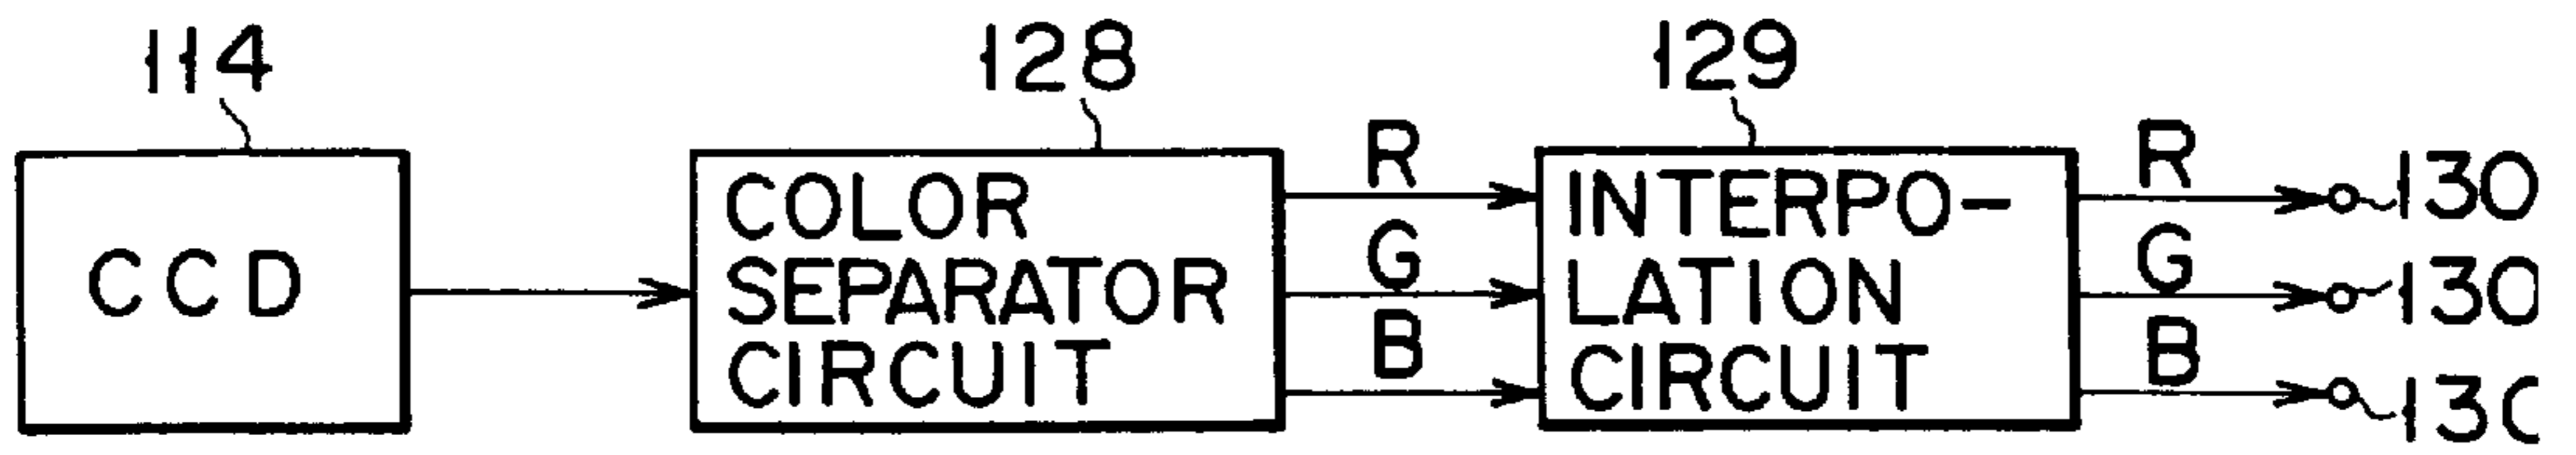 114
128
129
CCD
COLOR
SEPARATOR
CIRCUIT
R
G
B
INTERPO-
LATION
CIRCUIT
R
G
B
130
130